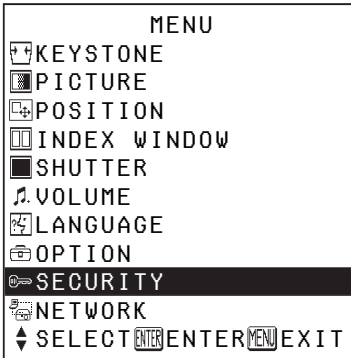 MENU
KEYSTONE
PICTURE
POSITION
INDEX WINDOW
SHUTTER
VOLUME
LANGUAGE
OPTION
SECURITY
NETWORK
SELECT ENTER ENTER MENU EXIT